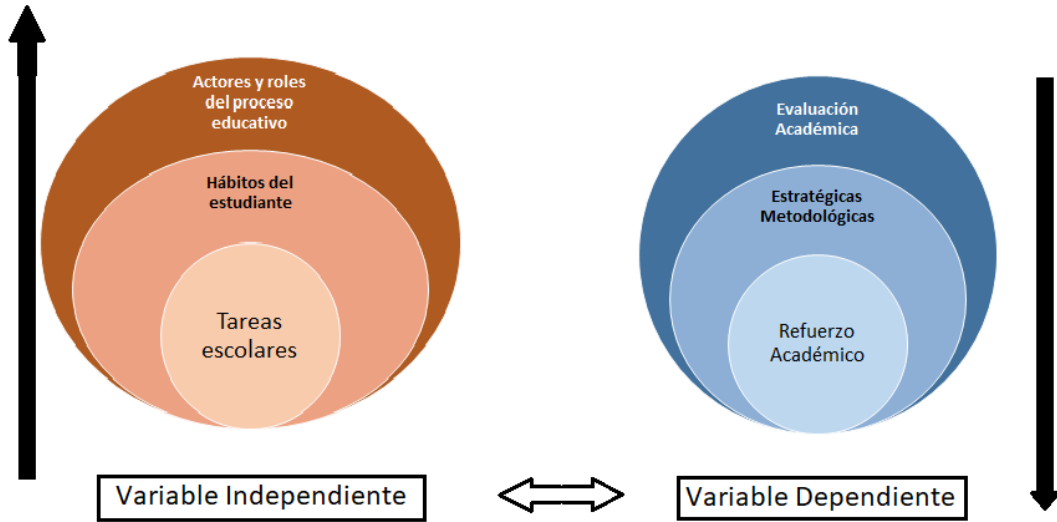 Actores y roles
del proceso
educativo
Hábitos del
estudiante
Tareas
escolares
Variable Independiente
Evaluación
Académica
Estratégicas
Metodológicas
Refuerzo
Académico
Variable Dependiente